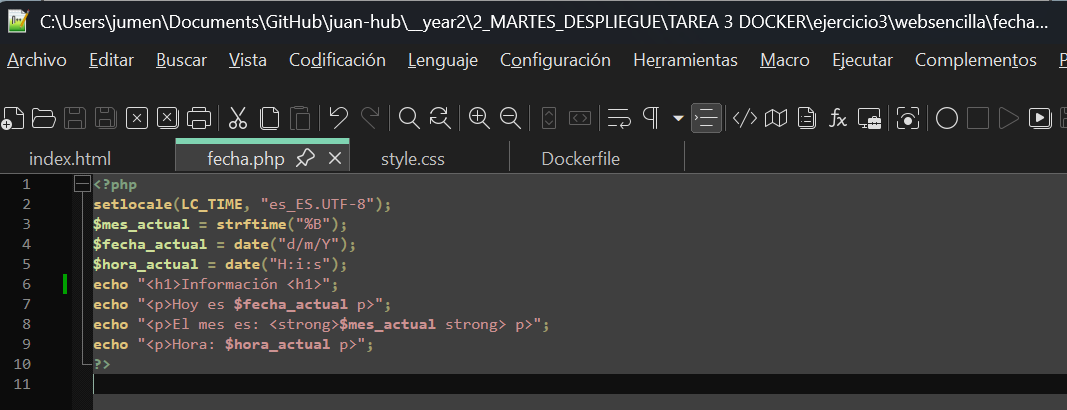 C:\Users\jumen\Documents\GitHub\juan-hub\__year2\2_MARTES_DESPLIEGUE\TAREA 3 DOCKER\ejercicio3\websencilla\fecha...
Archivo Editar Buscar Vista Codificación Lenguaje Configuración Herramientas Macro Ejecutar Complementos P
index.html fecha.php style.css Dockerfile
1 <?php
2 setlocale(LC_TIME, "es_ES.UTF-8");
3 $mes_actual = strftime("%B");
4 $fecha_actual = date("d/m/Y");
5 $hora_actual = date("H:i:s");
6 echo "<h1>Información <h1>";
7 echo "<p>Hoy es $fecha_actual p>";
8 echo "<p>El mes es: <strong>$mes_actual strong> p>";
9 echo "<p>Hora: $hora_actual p>";
10 ?>
11